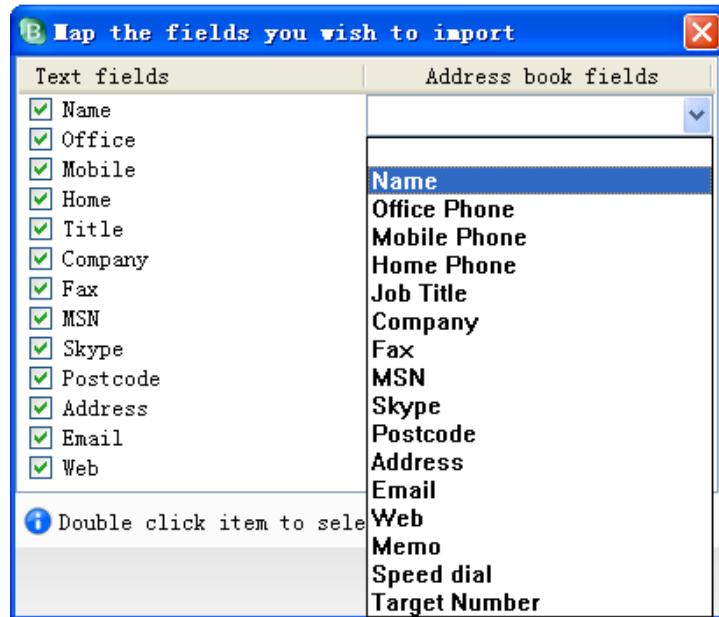 Map the fields you wish to import
Text fields
Address book fields
Name
Office
Mobile
Home
Title
Company
Fax
MSN
Skype
Postcode
Address
Email
Web
Name
Office Phone
Mobile Phone
Home Phone
Job Title
Company
Fax
MSN
Skype
Postcode
Address
Email
Web
Memo
Speed dial
Target Number
Double click item to sele